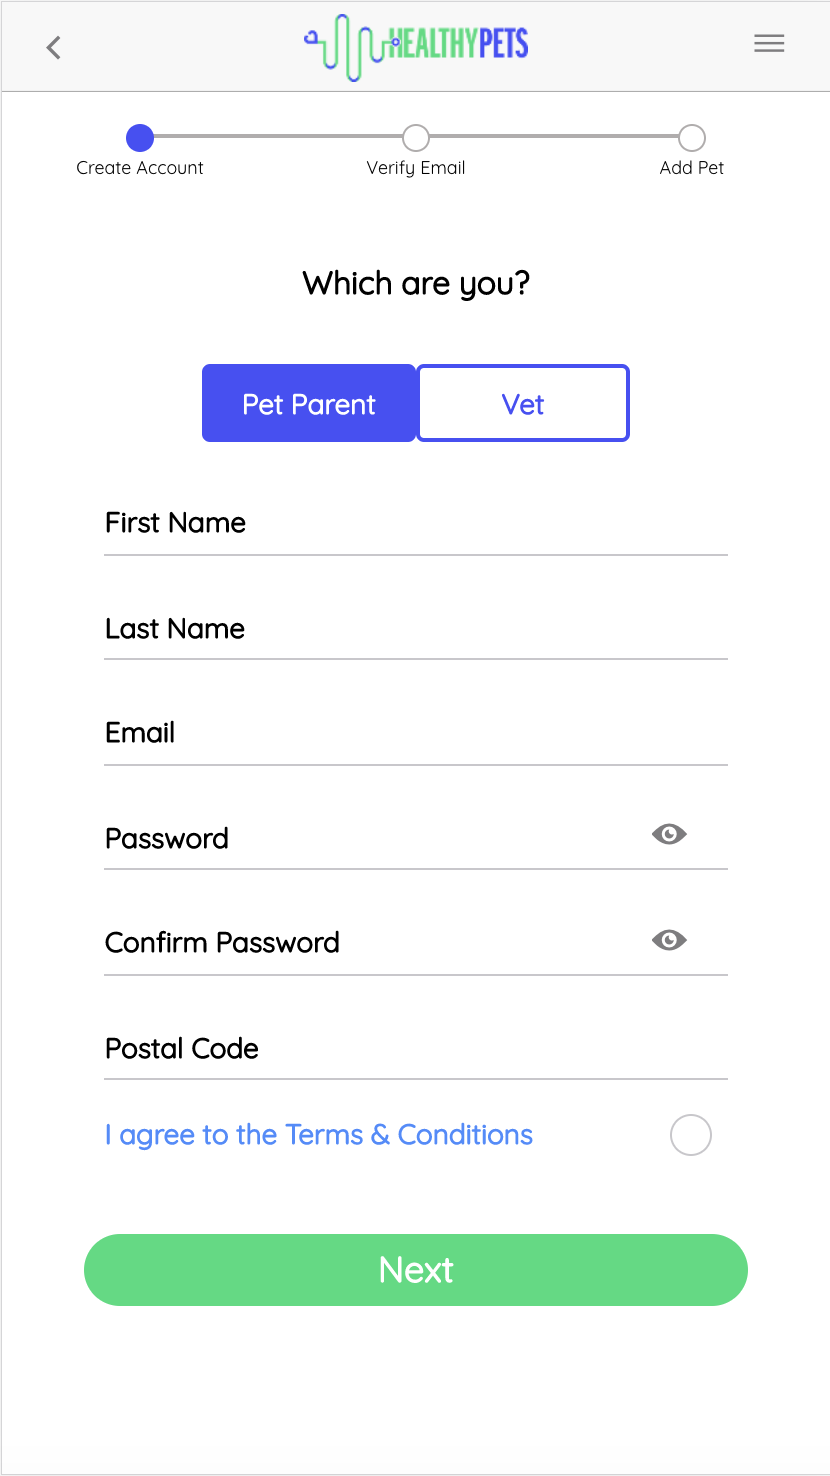 HEALTHYPETS
Create Account Verify Email Add Pet
Which are you?
Pet Parent Vet
First Name
Last Name
Email
Password
Confirm Password
Postal Code
I agree to the Terms & Conditions
Next